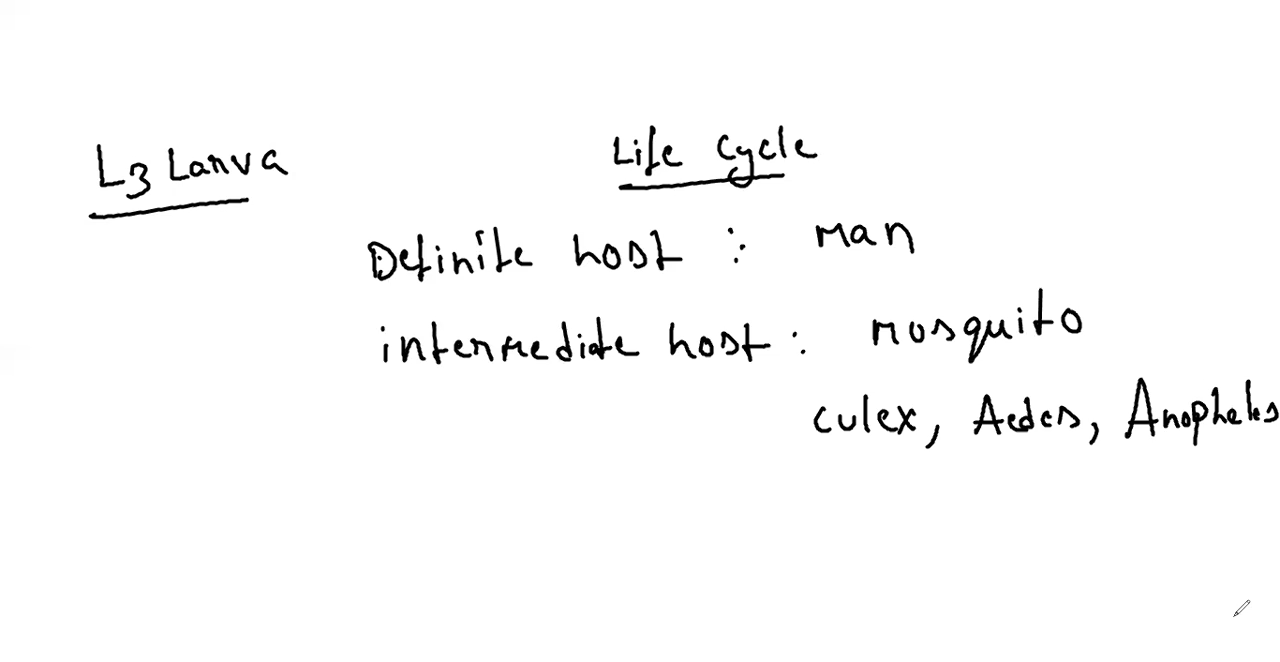 L3 Larva
Life Cycle
Definite host : man
intermediate host : mosquito
culex, Aedes, Anopheles